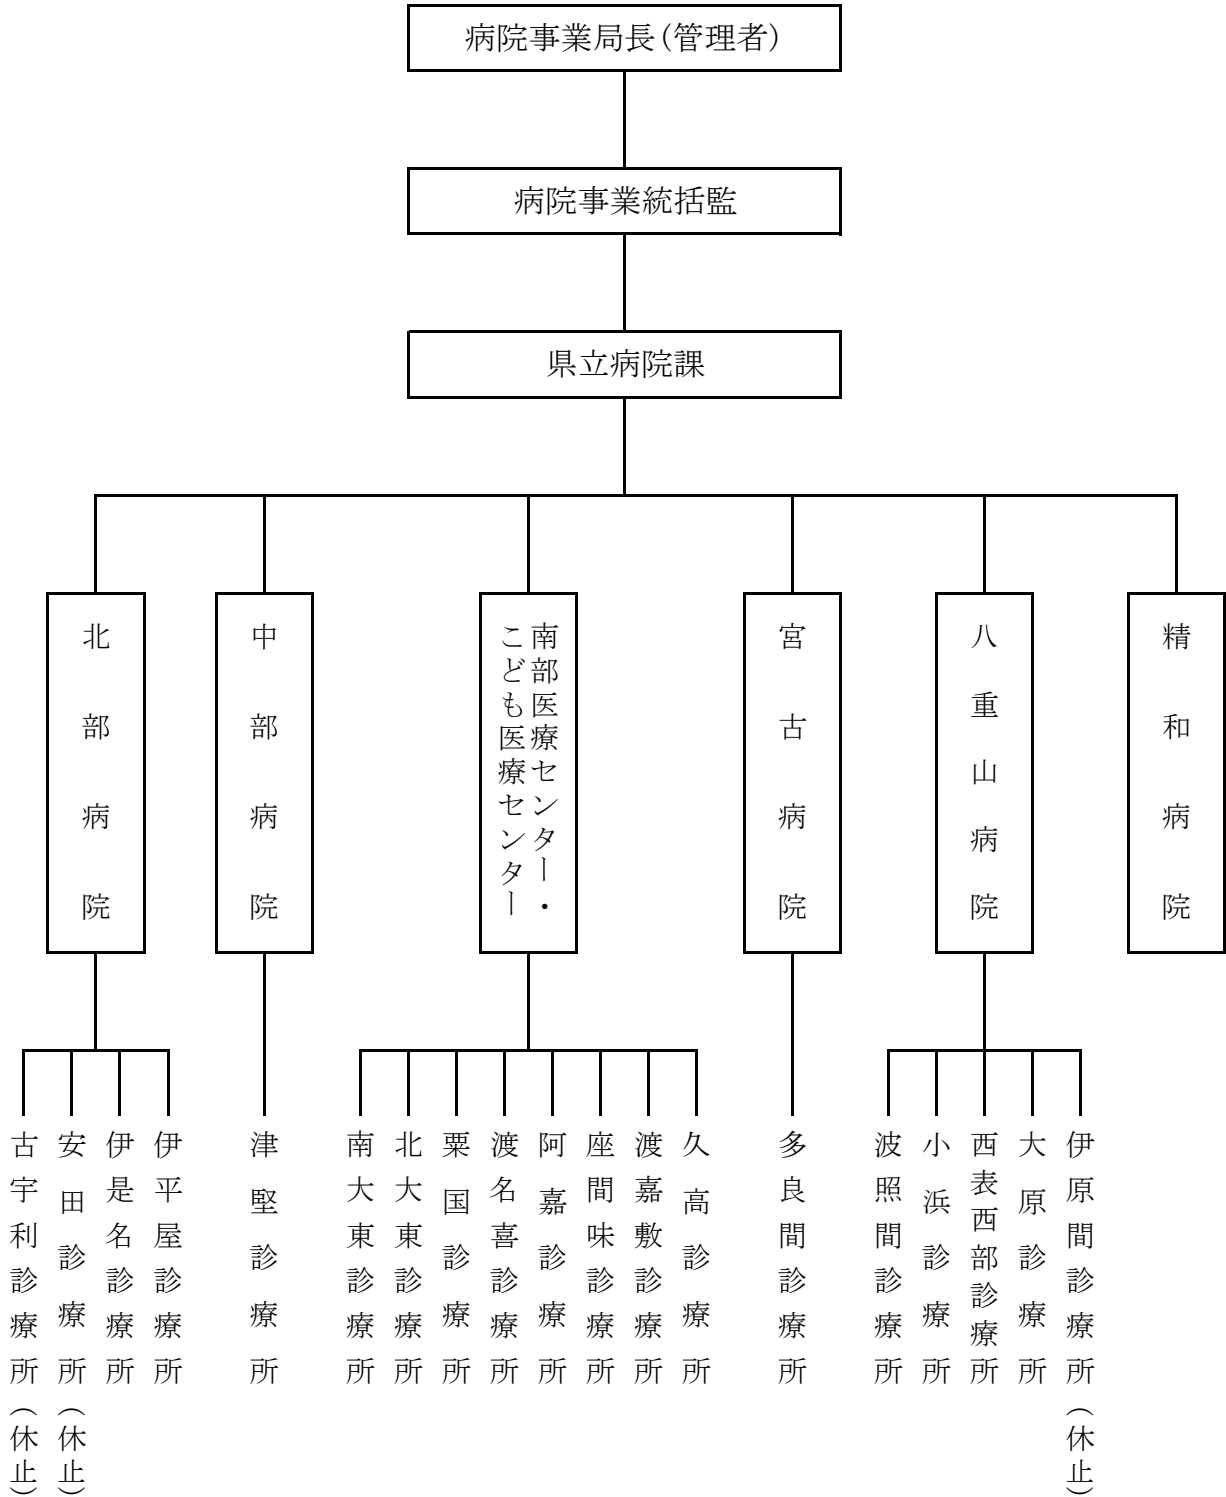 病院事業局長(管理者)
病院事業統括監
県立病院課
北部病院
中部病院
南部医療センター・
こども医療センター
宮古病院
八重山病院
精和病院
古宇利診療所(休止)
安田診療所(休止)
伊是名診療所
伊平屋診療所
津堅診療所
南大東診療所
北大東診療所
粟国診療所
渡名喜診療所
阿嘉診療所
座間味診療所
渡嘉敷診療所
久高診療所
多良間診療所
波照間診療所
小浜診療所
西表西部診療所
大原診療所
伊原間診療所(休止)